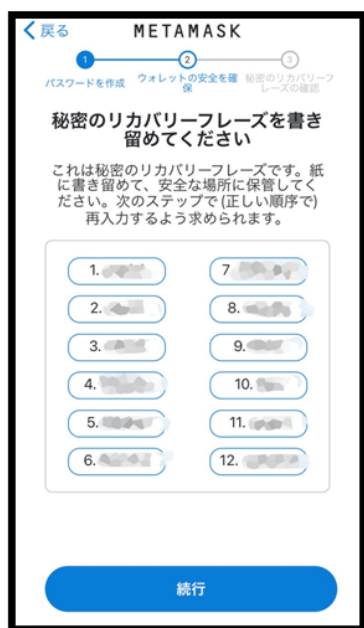 戻る METAMASK
1 2 3
パスワードを作成 ウォレットの安全を確保 秘密のリカバリーフレーズの確認
秘密のリカバリーフレーズを書き
留めてください
これは秘密のリカバリーフレーズです。紙
に書き留めて、安全な場所に保管してく
ださい。次のステップで (正しい順序で)
再入力するよう求められます。
1. 7
2. 8.
3. 9.
4. 10.
5. 11.
6. 12.
続行